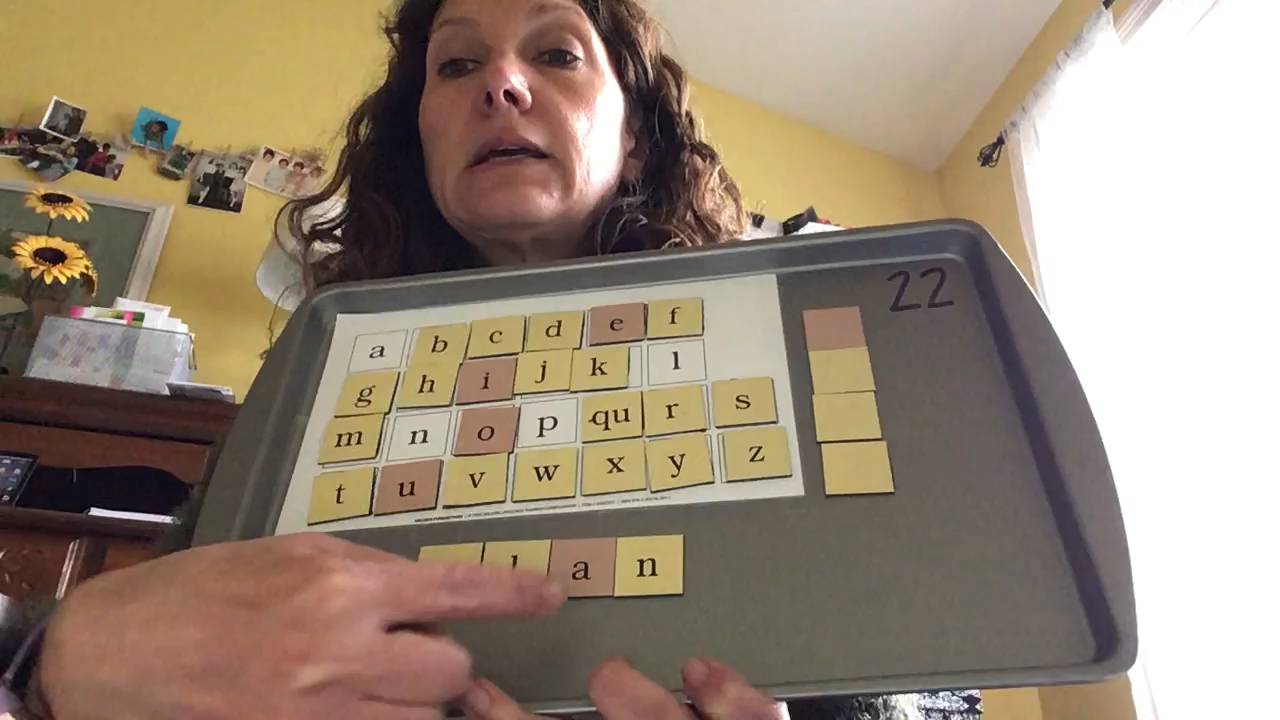 22
a b c d e f
g h i j k l
m n o p qu r s
t u v w x y z
l a n